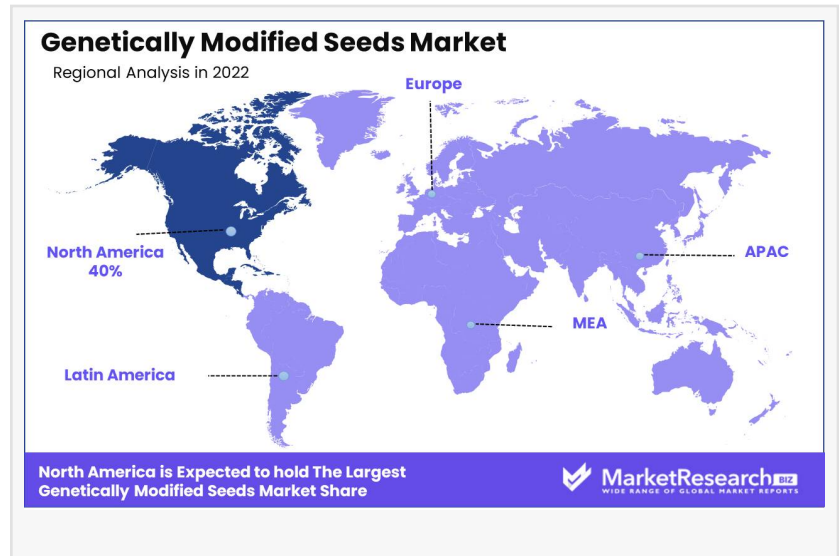 Genetically Modified Seeds Market
Regional Analysis in 2022
Europe
North America
40%
APAC
MEA
Latin America
North America is Expected to hold The Largest
Genetically Modified Seeds Market Share
MarketResearch BIZ
WIDE RANGE OF GLOBAL MARKET REPORTS